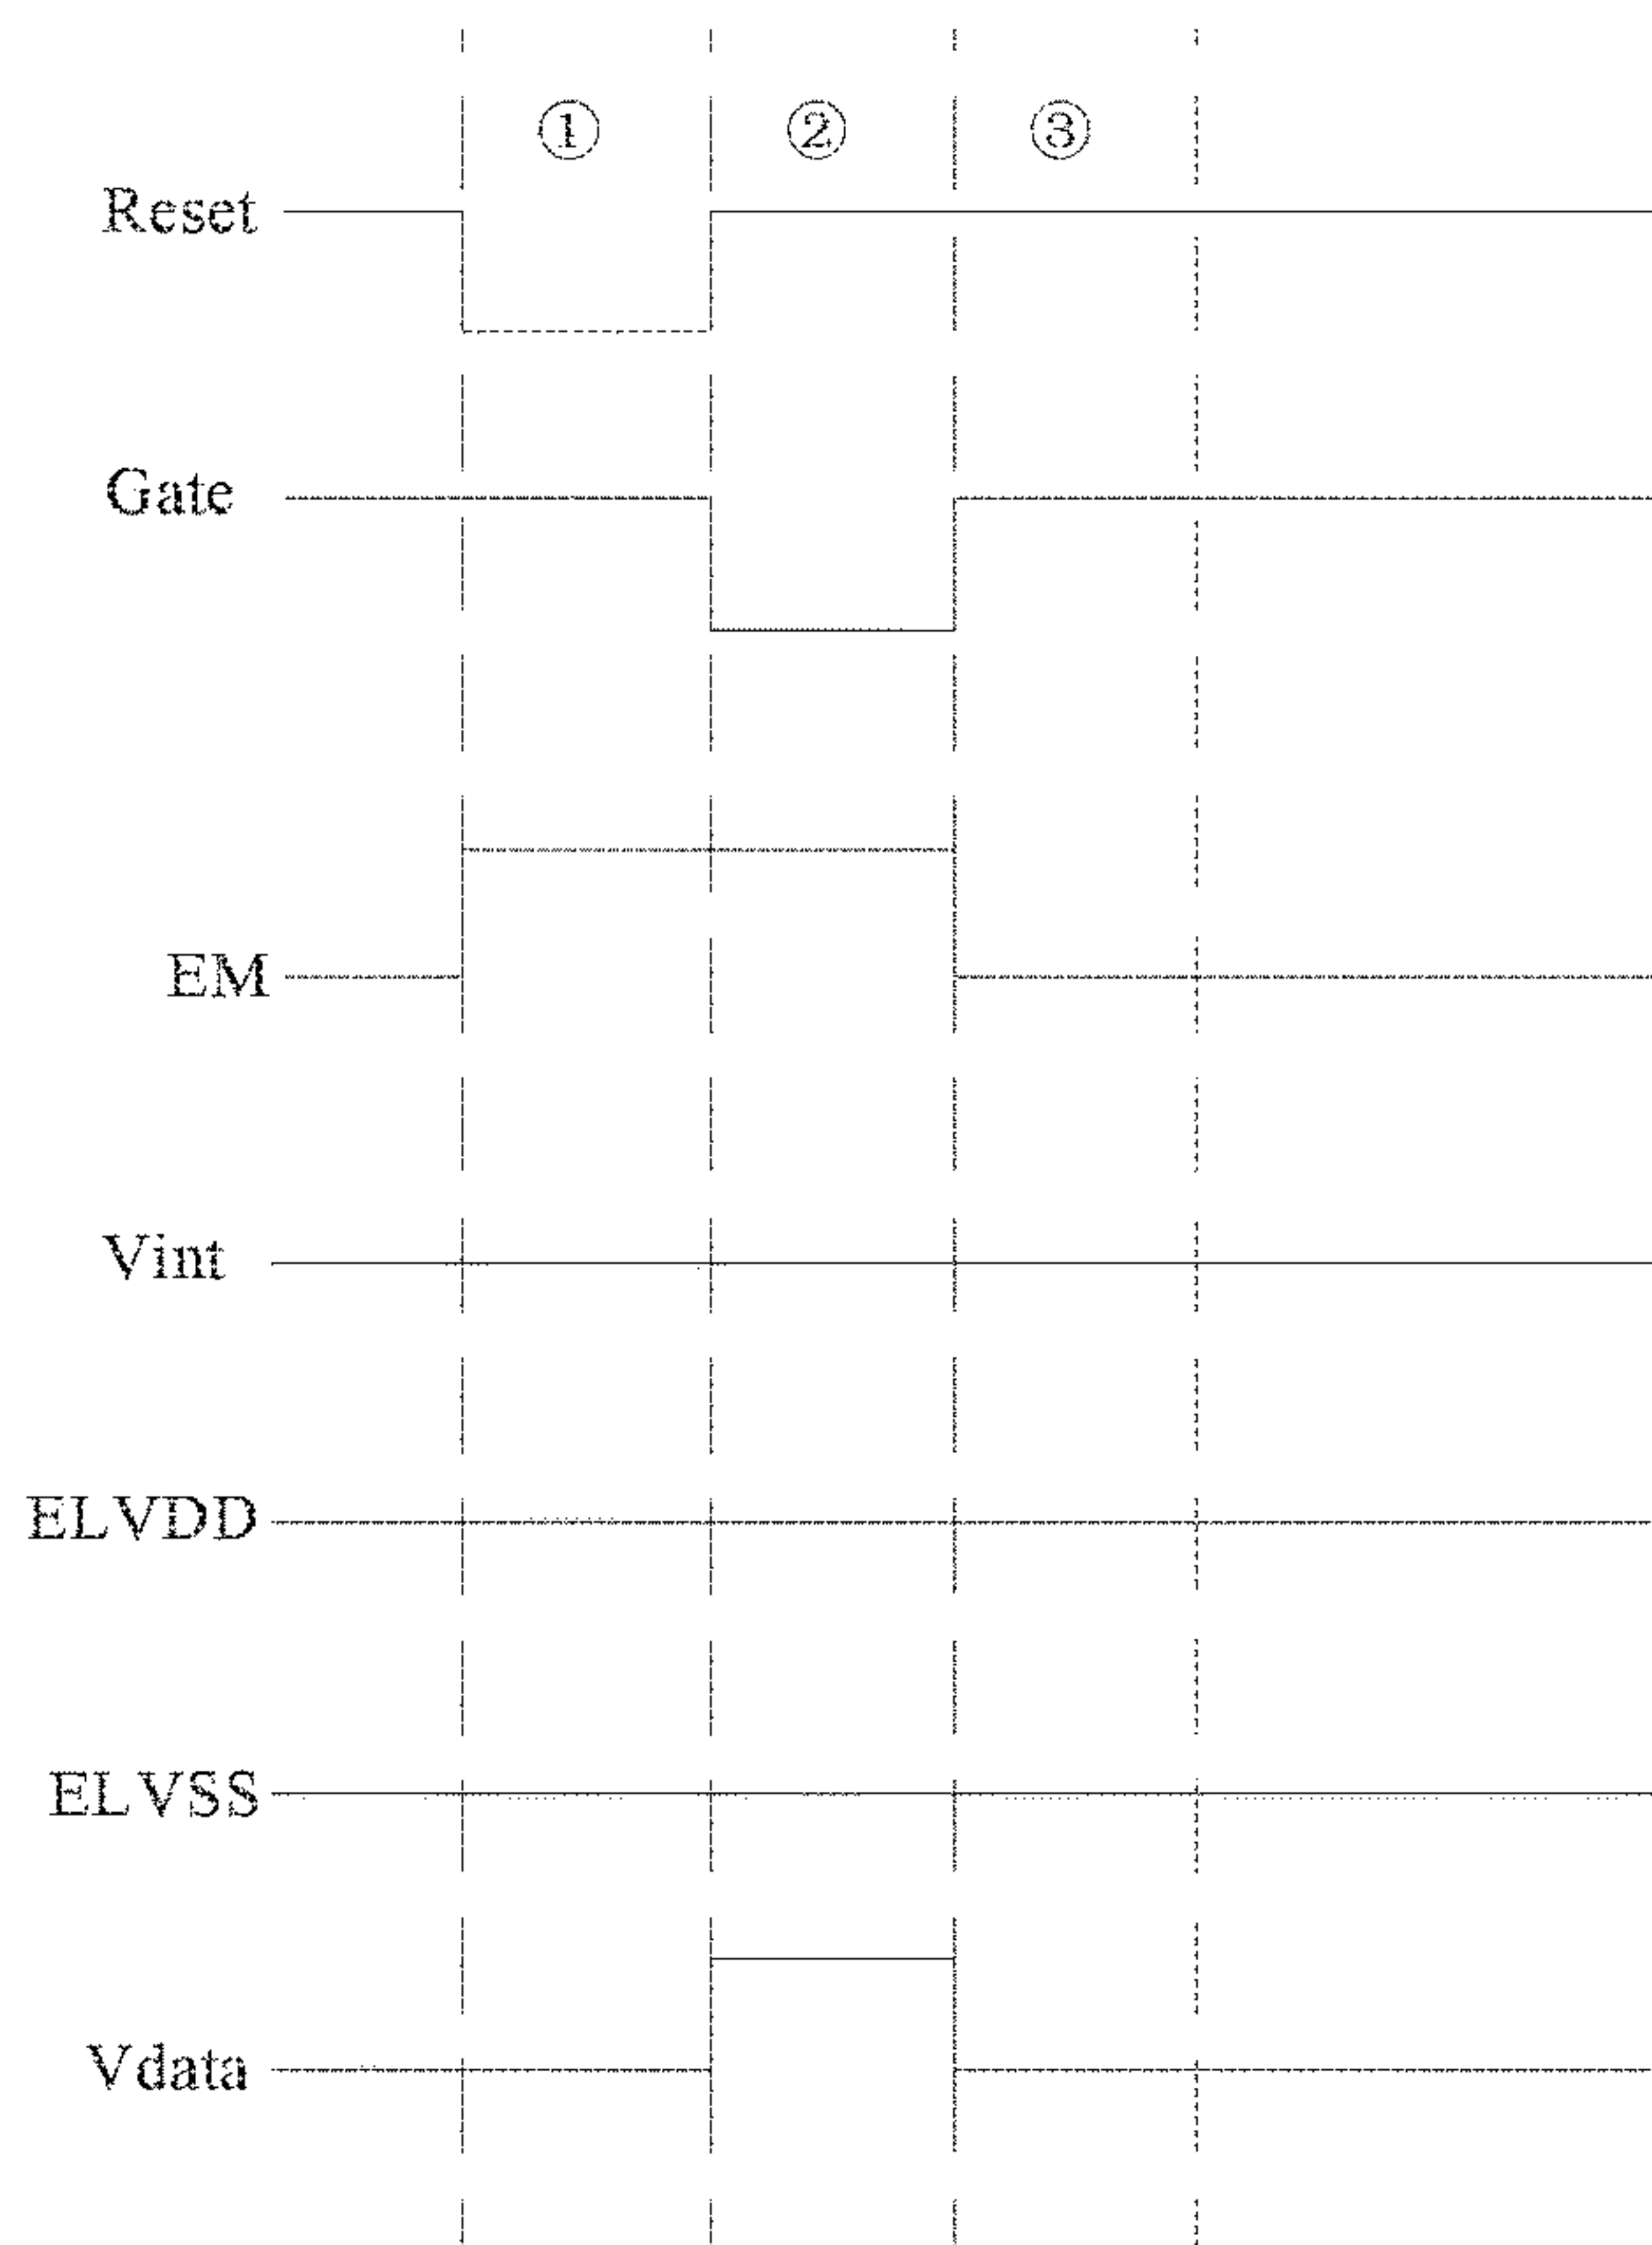 ① ② ③
Reset
Gate
EM
Vint
ELVDD
ELVSS
Vdata